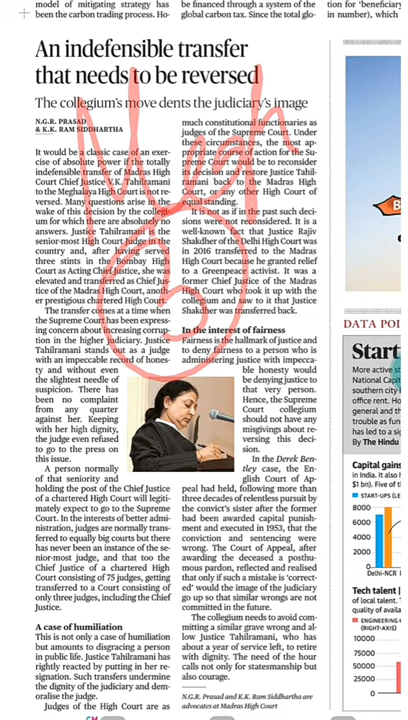 model of mitigating strategy has
been the carbon trading process. Ho-
be financed through a system of the
global carbon tax. Since the total glo-
tion for 'beneficiary
in number), which
An indefensible transfer
that needs to be reversed
The collegium's move dents the judiciary's image
N.G.R. PRASAD
& K.K. RAM SIDDHARTHA
It would be a classic case of an exer-
cise of absolute power if the totally
indefensible transfer of Madras High
Court Chief Justice V.K. Tahilramani
to the Meghalaya High Court is not re-
versed. Many questions arise in the
wake of this decision by the collegi-
um for which there are absolutely no
answers. Justice Tahilramani is the
senior-most High Court Judge in the
country and, after having served
three stints in the Bombay High
Court as Acting Chief Justice, she was
elevated and transferred as Chief Jus-
tice of the Madras High Court, anoth-
er prestigious chartered High Court.
The transfer comes at a time when
the Supreme Court has been express-
ing concern about increasing corrup-
tion in the higher judiciary. Justice
Tahilramani stands out as a judge
with an impeccable record of hones-
ty and without even
the slightest needle of
suspicion. There has
been no complaint
from any quarter
against her. Keeping
with her high dignity,
the judge even refused
to go to the press on
this issue.
A person normally
of that seniority and
holding the post of the Chief Justice
of a chartered High Court will legiti-
mately expect to go to the Supreme
Court. In the interests of better admi-
nistration, judges are normally trans-
ferred to equally big courts but there
has never been an instance of the se-
nior-most judge, and that too the
Chief Justice of a chartered High
Court consisting of 75 judges, getting
transferred to a Court consisting of
only three judges, including the Chief
Justice.
A case of humiliation
This is not only a case of humiliation
but amounts to disgracing a person
in public life. Justice Tahilramani has
rightly reacted by putting in her re-
signation. Such transfers undermine
the dignity of the judiciary and dem-
oralise the judge.
Judges of the High Court are as
much constitutional functionaries as
judges of the Supreme Court. Under
these circumstances, the most ap-
propriate course of action for the Su-
preme Court would be to reconsider
its decision and restore Justice Tahil-
ramani back to the Madras High
Court, or any other High Court of
equal standing.
It is not as if in the past such deci-
sions were not reconsidered. It is a
well-known fact that Justice Rajiv
Shakdher of the Delhi High Court was
in 2016 transferred to the Madras
High Court because he granted relief
to a Greenpeace activist. It was a
former Chief Justice of the Madras
High Court who took it up with the
collegium and saw to it that Justice
Shakdher was transferred back.
In the interest of fairness
Fairness is the hallmark of justice and
to deny fairness to a person who is
administering justice with impecca-
ble honesty would
be denying justice to
that very person.
Hence, the Supreme
Court collegium
should not have any
misgivings about re-
versing this deci-
sion.
In the Derek Ben-
tley case, the En-
glish Court of Ap-
peal had held, following more than
three decades of relentless pursuit by
the convict's sister after the former
had been awarded capital punish-
ment and executed in 1953, that the
conviction and sentencing were
wrong. The Court of Appeal, after
awarding the deceased a posthu-
mous pardon, reflected and realised
that only if such a mistake is 'correct-
ed' would the image of the judiciary
go up so that similar wrongs are not
committed in the future.
The collegium needs to avoid com-
mitting a similar grave wrong and al-
low Justice Tahilramani, who has
about a year of service left, to retire
with dignity. The need of the hour
calls not only for statesmanship but
also courage.
N.G.R. Prasad and K.K. Ram Siddhartha are
advocates at Madras High Court
DATA POI
Start
More active st
National Capit
southern city
office rent. Ho
general and th
trouble as fun
has led to a si
By The Hindu
Capital gains
in India. It also h
$1 bn). Five of t
START-UPS (LE
8000
6000
4000
2000
0
Delhi-NCR
Tech talent |
of local talent. T
quality of availa
ENGINEERING C
(RIGHT-AXIS)
100000
75000
50000
25000
0